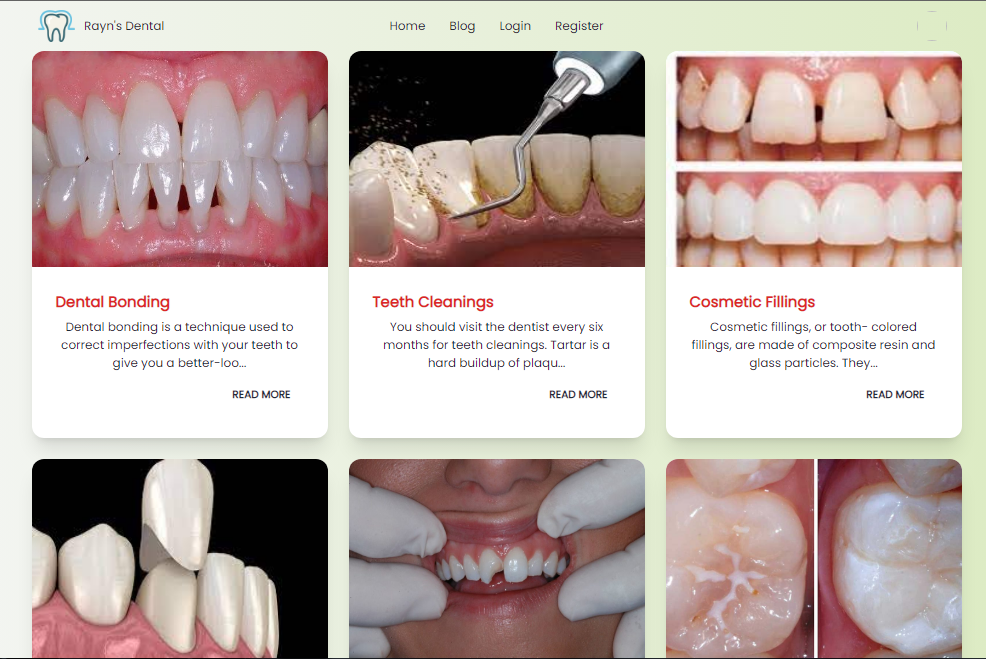 Rayn's Dental
Home
Blog
Login
Register
Dental Bonding
Dental bonding is a technique used to
correct imperfections with your teeth to
give you a better-loo...
READ MORE
Teeth Cleanings
You should visit the dentist every six
months for teeth cleanings. Tartar is a
hard buildup of plaqu...
READ MORE
Cosmetic Fillings
Cosmetic fillings, or tooth- colored
fillings, are made of composite resin and
glass particles. They...
READ MORE